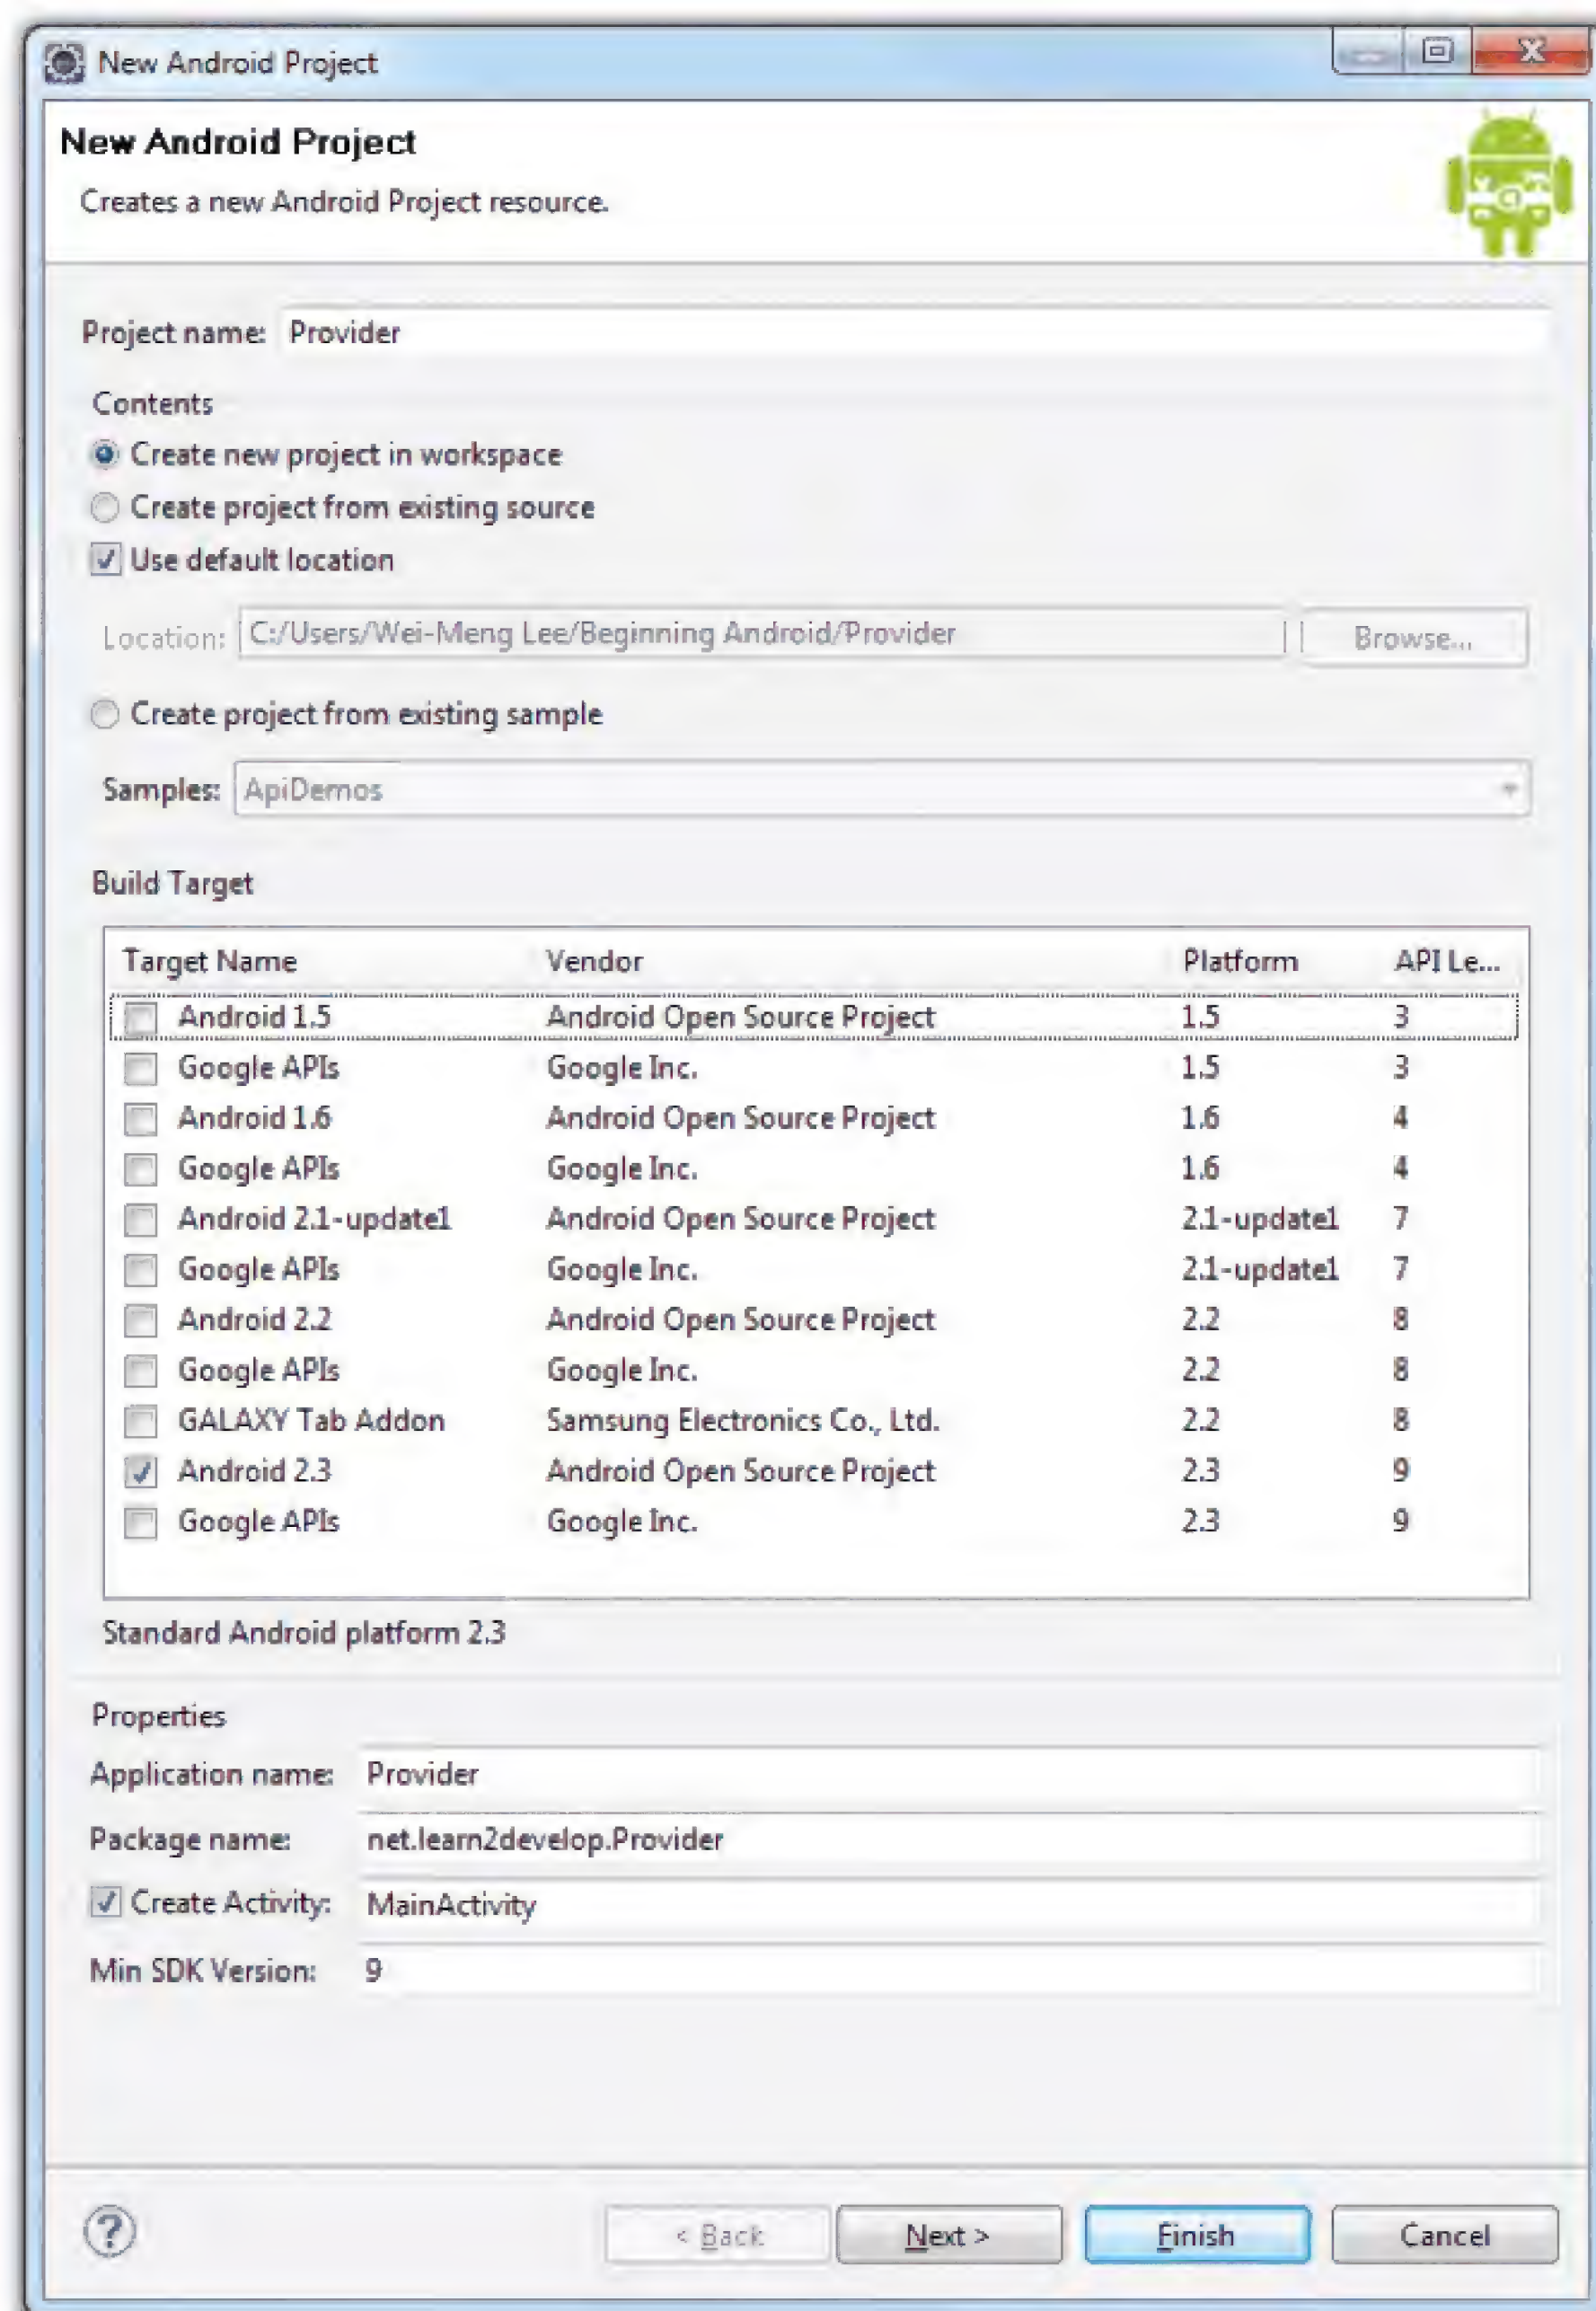 New Android Project
New Android Project
Creates a new Android Project resource.
Project name: Provider
Contents
Create new project in workspace
Create project from existing source
Use default location
Location: C:/Users/Wei-Meng Lee/Beginning Android/Provider Browse...
Create project from existing sample
Samples: ApiDemos
Build Target
Target Name Vendor Platform API Le...
Android 1.5 Android Open Source Project 1.5 3
Google APIs Google Inc. 1.5 3
Android 1.6 Android Open Source Project 1.6 4
Google APIs Google Inc. 1.6 4
Android 2.1-update1 Android Open Source Project 2.1-update1 7
Google APIs Google Inc. 2.1-update1 7
Android 2.2 Android Open Source Project 2.2 8
Google APIs Google Inc. 2.2 8
GALAXY Tab Addon Samsung Electronics Co., Ltd. 2.2 8
Android 2.3 Android Open Source Project 2.3 9
Google APIs Google Inc. 2.3 9
Standard Android platform 2.3
Properties
Application name: Provider
Package name: net.learn2develop.Provider
Create Activity: MainActivity
Min SDK Version: 9
? < Back Next > Finish Cancel